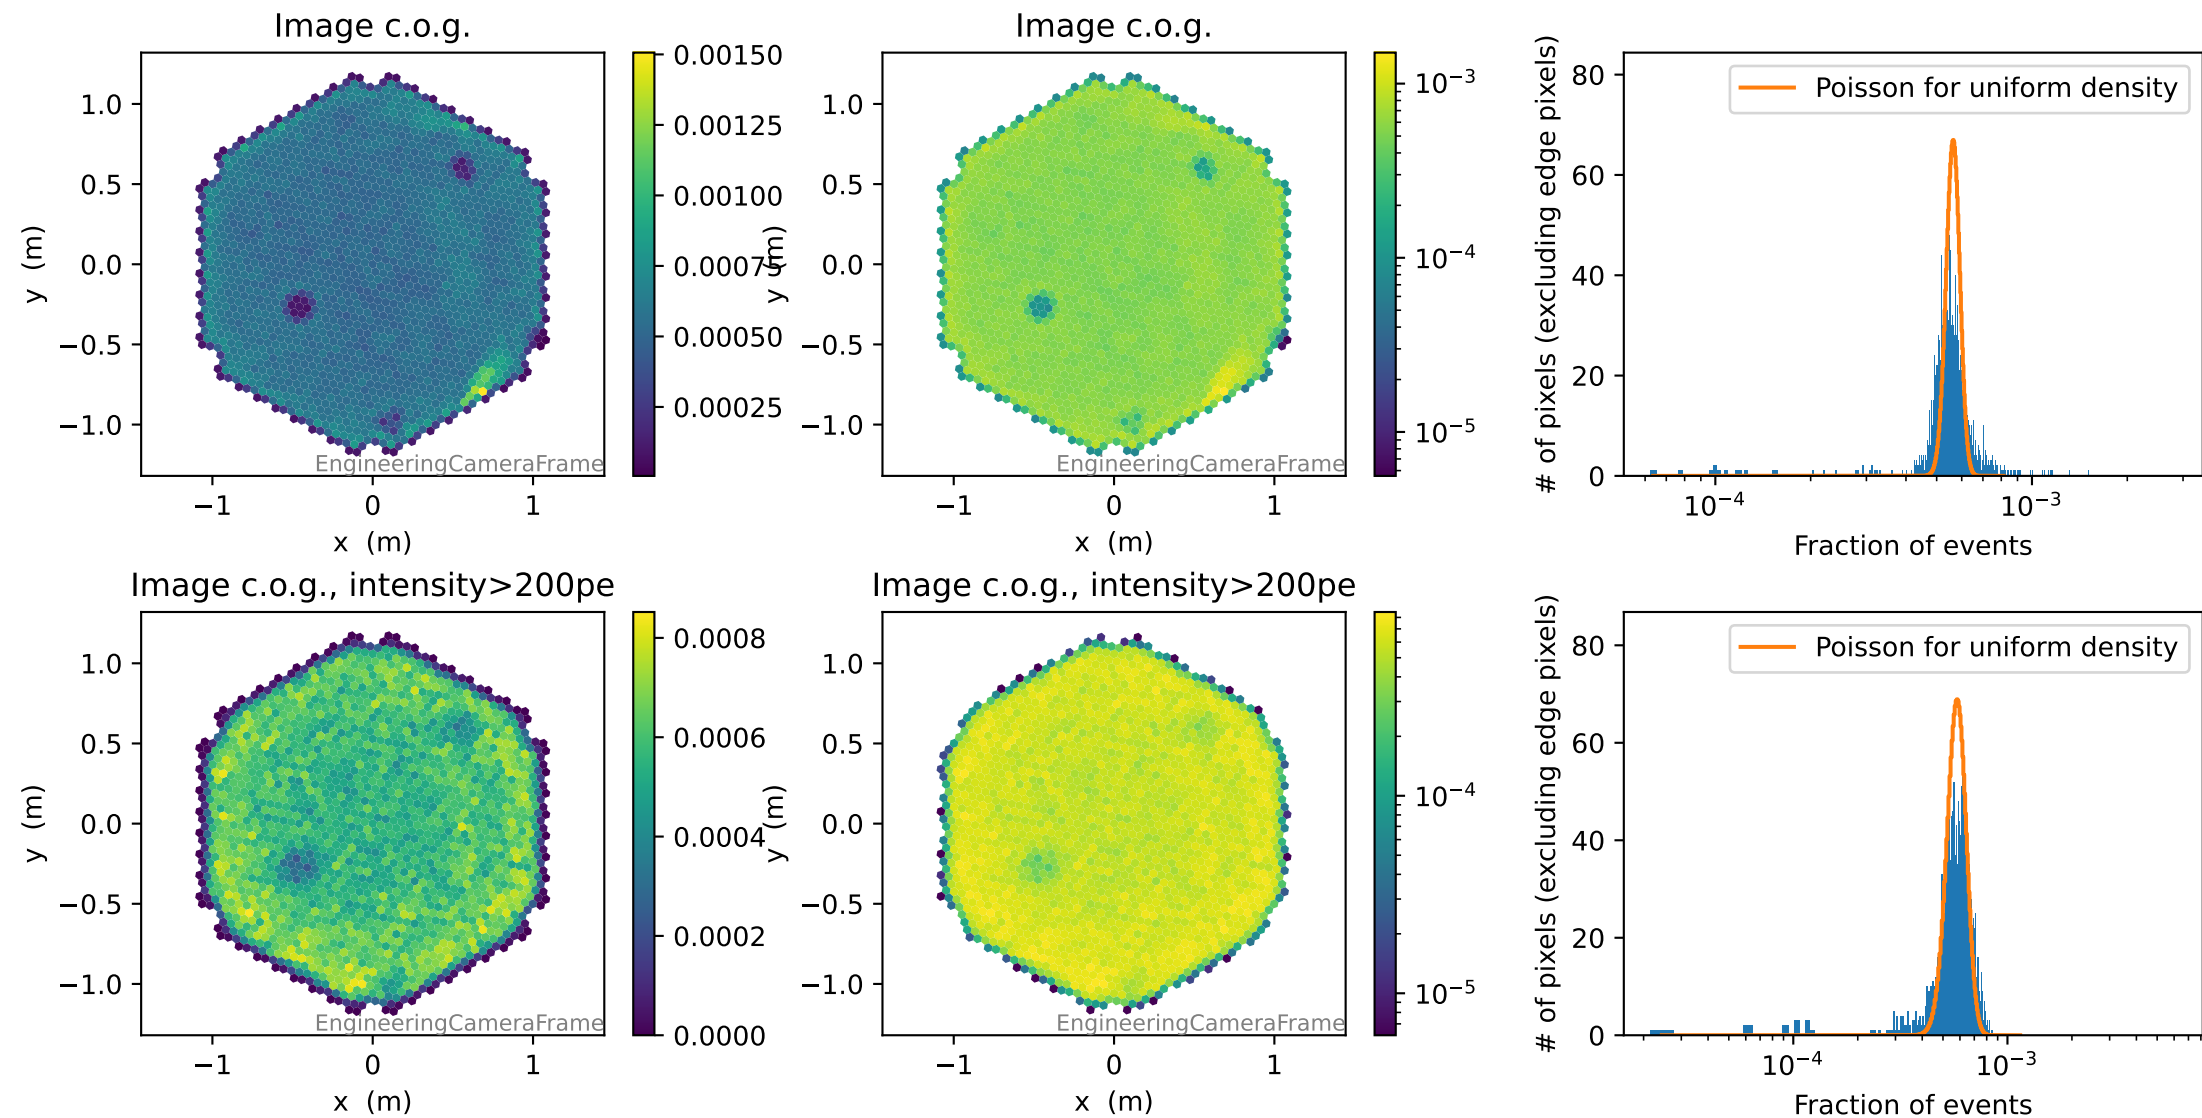 Image c.o.g.
1.0
0.5
0.0
−0.5
−1.0
y (m)
−1
0
1
x (m)
EngineeringCameraFrame
0.00150
0.00125
0.00100
0.00050
0.00025
Image c.o.g.
1.0
0.5
0.0
−0.5
−1.0
y (m)
−1
0
1
x (m)
EngineeringCameraFrame
10⁻³
10⁻⁴
10⁻⁵
Poisson for uniform density
# of pixels (excluding edge pixels)
80
60
40
20
0
10⁻⁴
10⁻³
Fraction of events
Image c.o.g., intensity>200pe
1.0
0.5
0.0
−0.5
−1.0
y (m)
−1
0
1
x (m)
EngineeringCameraFrame
0.0008
0.0006
0.0004
0.0002
0.0000
Image c.o.g., intensity>200pe
1.0
0.5
0.0
−0.5
−1.0
y (m)
−1
0
1
x (m)
EngineeringCameraFrame
10⁻⁴
10⁻⁵
Poisson for uniform density
# of pixels (excluding edge pixels)
80
60
40
20
0
10⁻⁴
10⁻³
Fraction of events